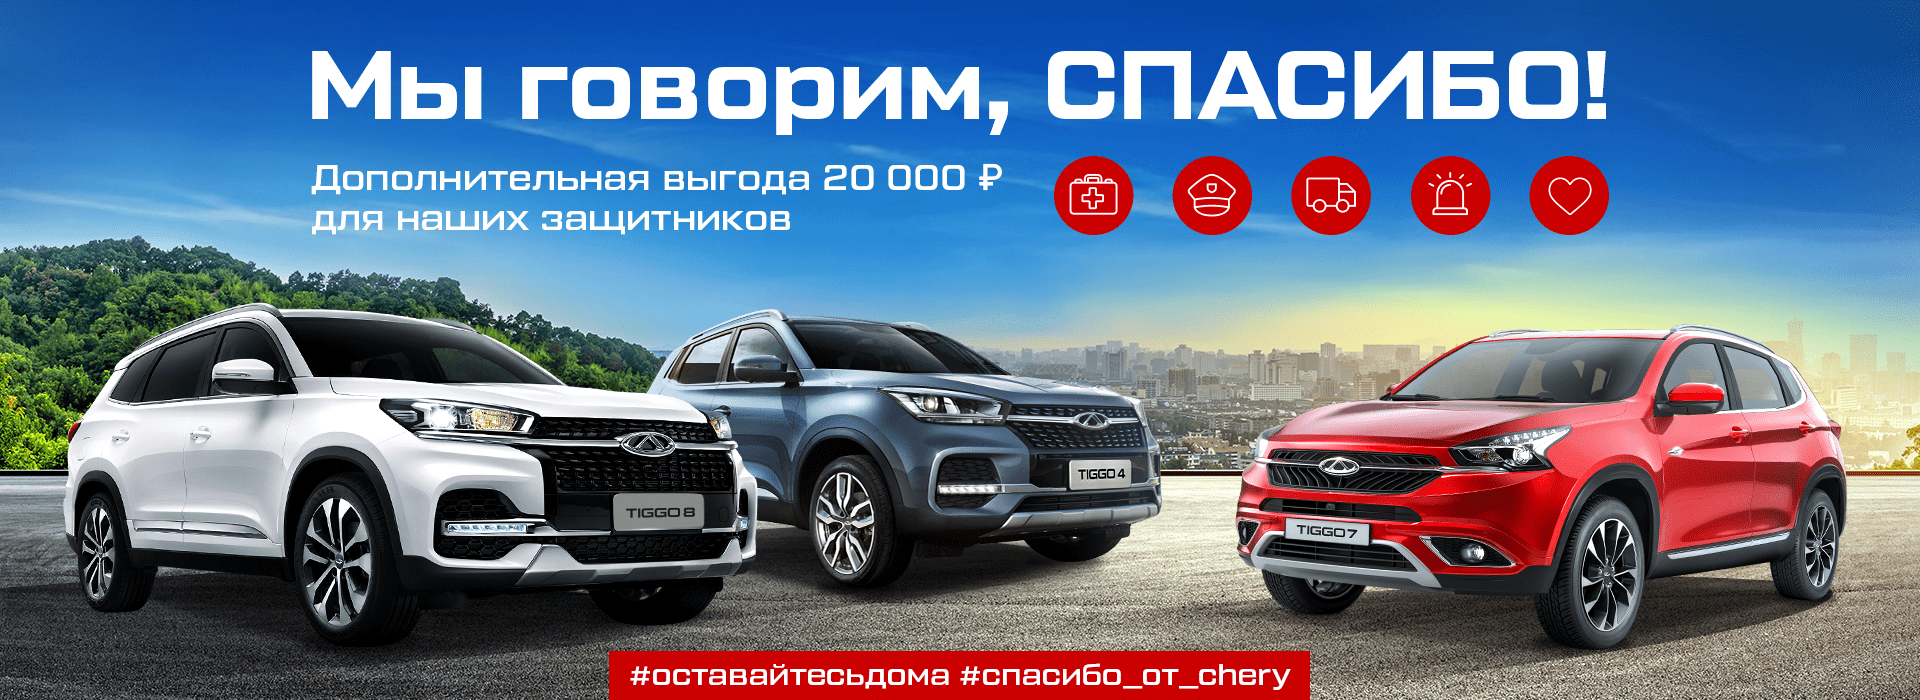 Мы говорим, СПАСИБО!
Дополнительная выгода 20 000 ₽
для наших защитников
TIGGO 8
TIGGO 4
TIGGO 7
#оставайтесьдома #спасибо_от_chery